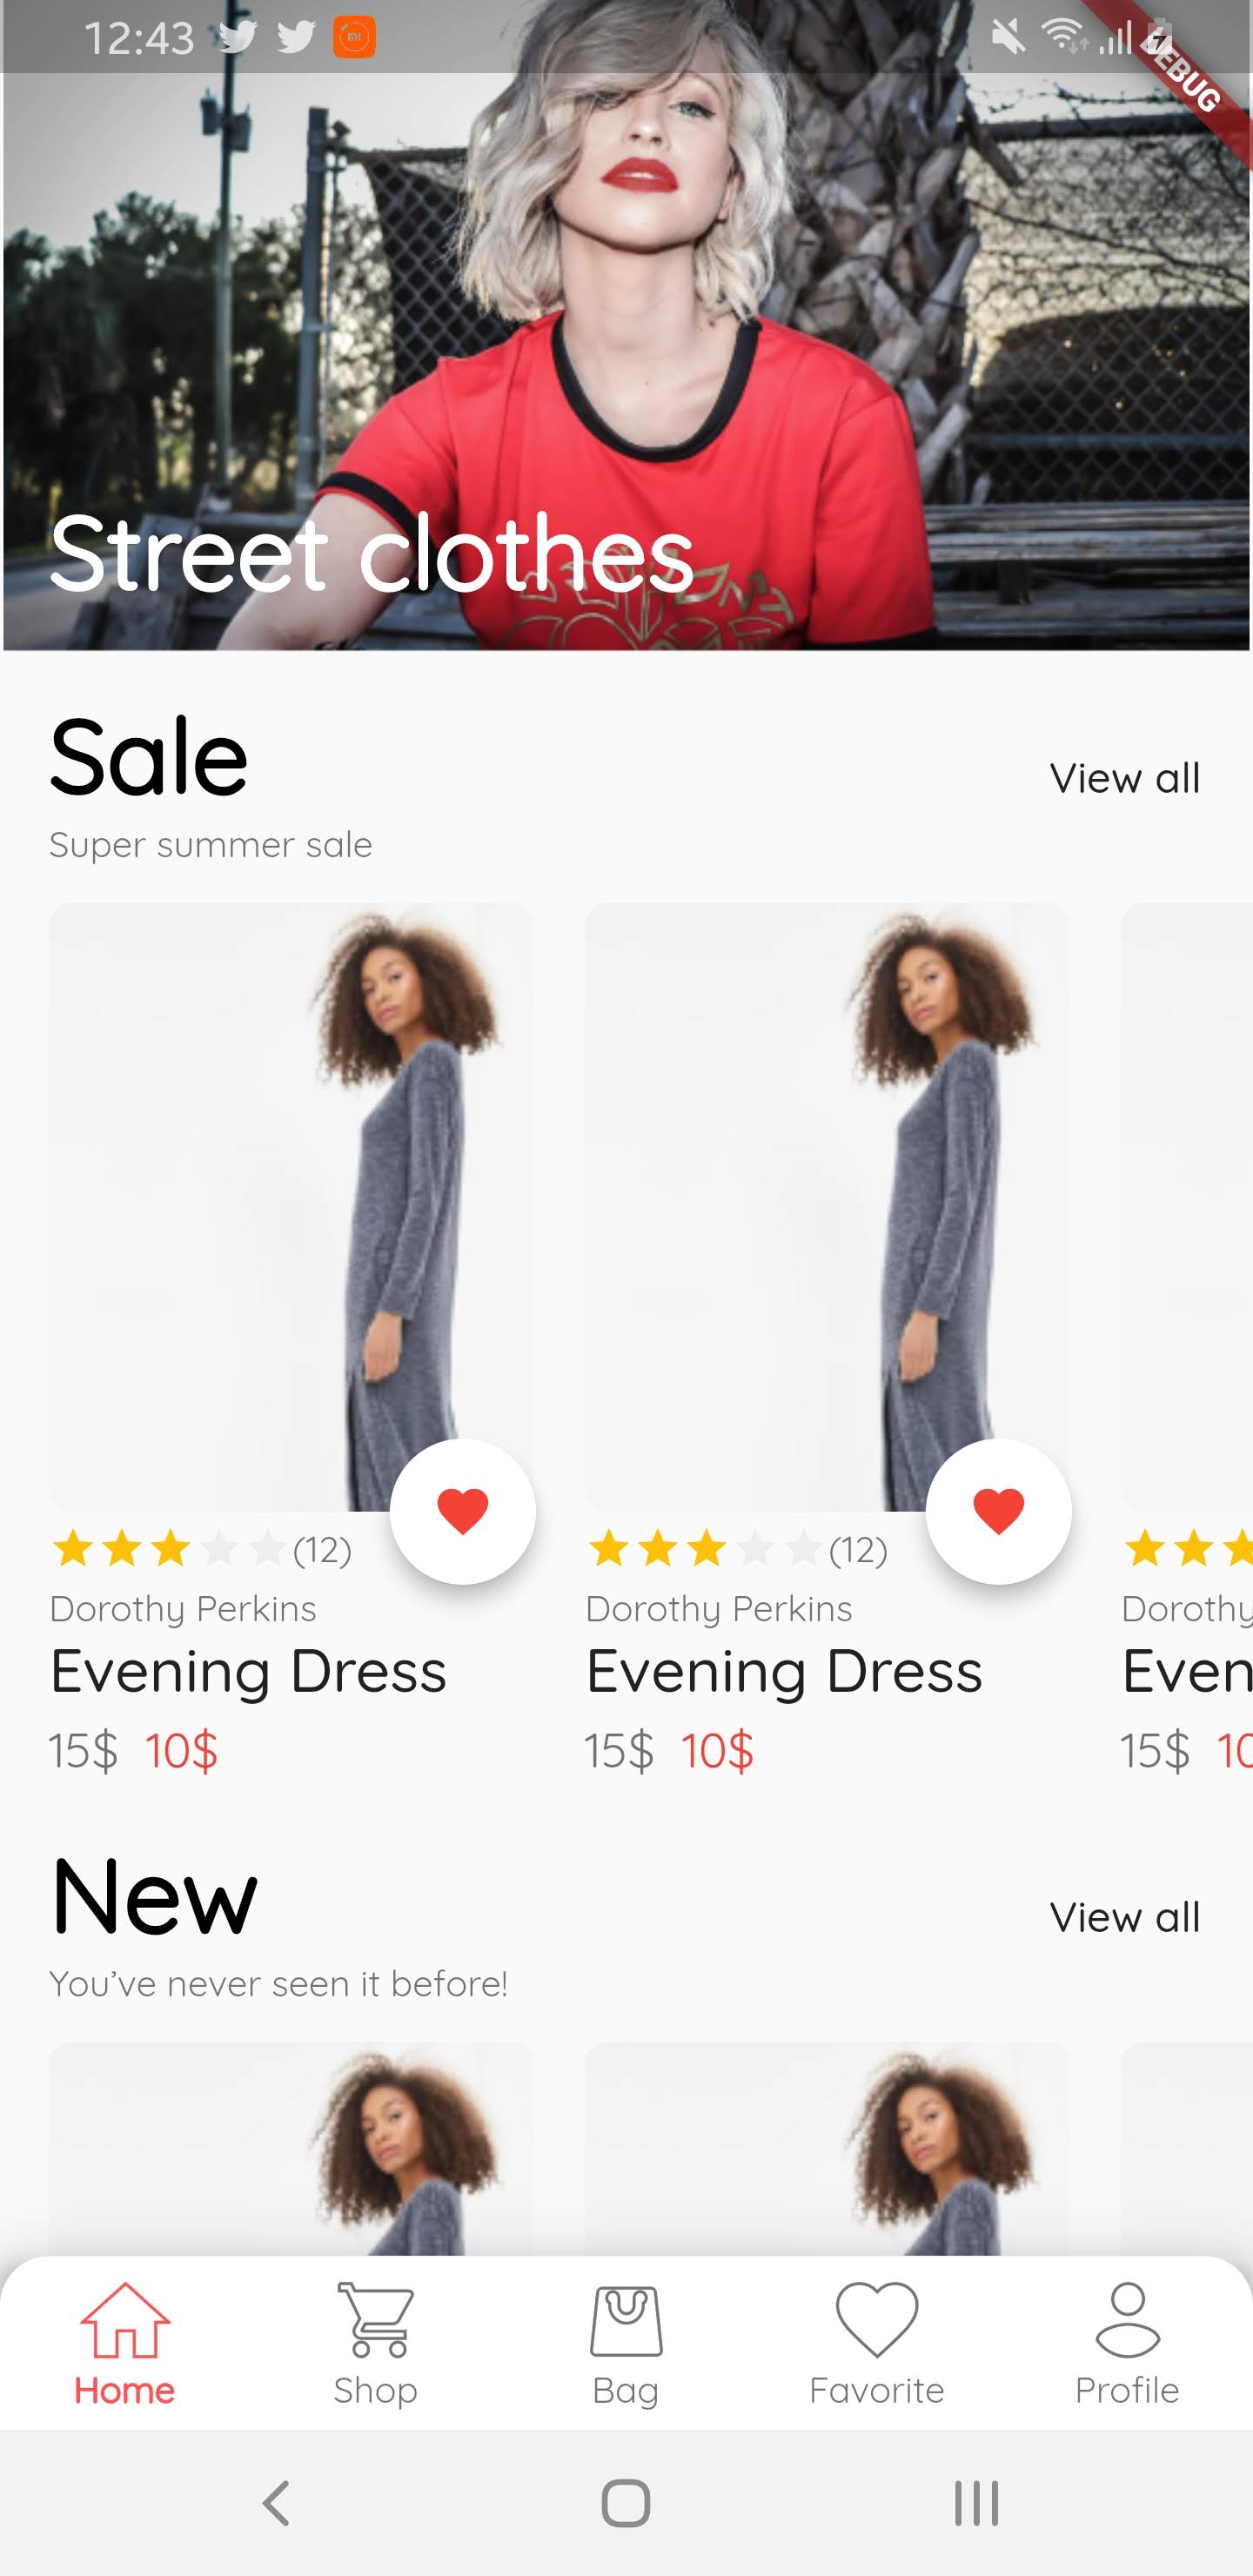 12:43
DEBUG
Street clothes
Sale
View all
Super summer sale
(12)
(12)
Dorothy Perkins
Dorothy Perkins
Dorothy
Evening Dress
Evening Dress
Even
15$ 10$
15$ 10$
15$ 10
New
View all
You’ve never seen it before!
Home
Shop
Bag
Favorite
Profile